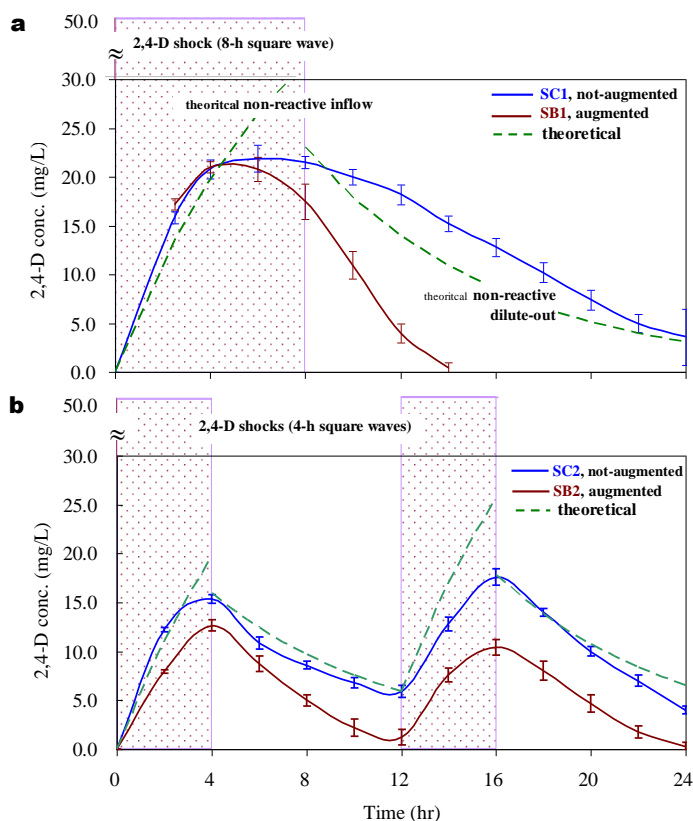 a
50.0
≈
2,4-D shock (8-h square wave)
30.0
25.0
20.0
15.0
10.0
5.0
0.0
2,4-D conc. (mg/L)
theoritcal non-reactive inflow
SC1, not-augmented
SB1, augmented
theoretical
theoritcal non-reactive
dilute-out
b
50.0
≈
2,4-D shocks (4-h square waves)
30.0
25.0
20.0
15.0
10.0
5.0
0.0
2,4-D conc. (mg/L)
SC2, not-augmented
SB2, augmented
theoretical
0 4 8 12 16 20 24
Time (hr)